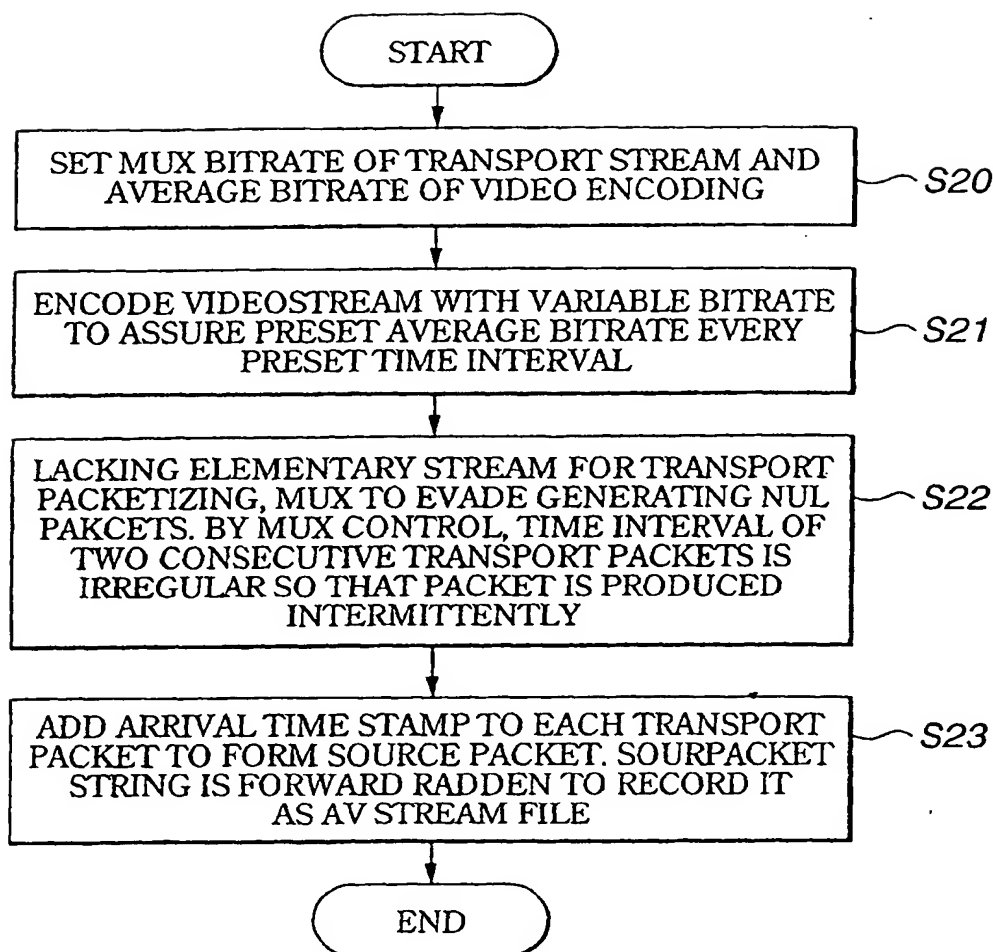 START
SET MUX BITRATE OF TRANSPORT STREAM AND
AVERAGE BITRATE OF VIDEO ENCODING
S20
ENCODE VIDEOSTREAM WITH VARIABLE BITRATE
TO ASSURE PRESET AVERAGE BITRATE EVERY
PRESET TIME INTERVAL
S21
LACKING ELEMENTARY STREAM FOR TRANSPORT
PACKETIZING, MUX TO EVADE GENERATING NUL
PAKCETS. BY MUX CONTROL, TIME INTERVAL OF
TWO CONSECUTIVE TRANSPORT PACKETS IS
IRREGULAR SO THAT PACKET IS PRODUCED
INTERMITTENTLY
S22
ADD ARRIVAL TIME STAMP TO EACH TRANSPORT
PACKET TO FORM SOURCE PACKET. SOURPACKET
STRING IS FORWARD RADDEN TO RECORD IT
AS AV STREAM FILE
S23
END